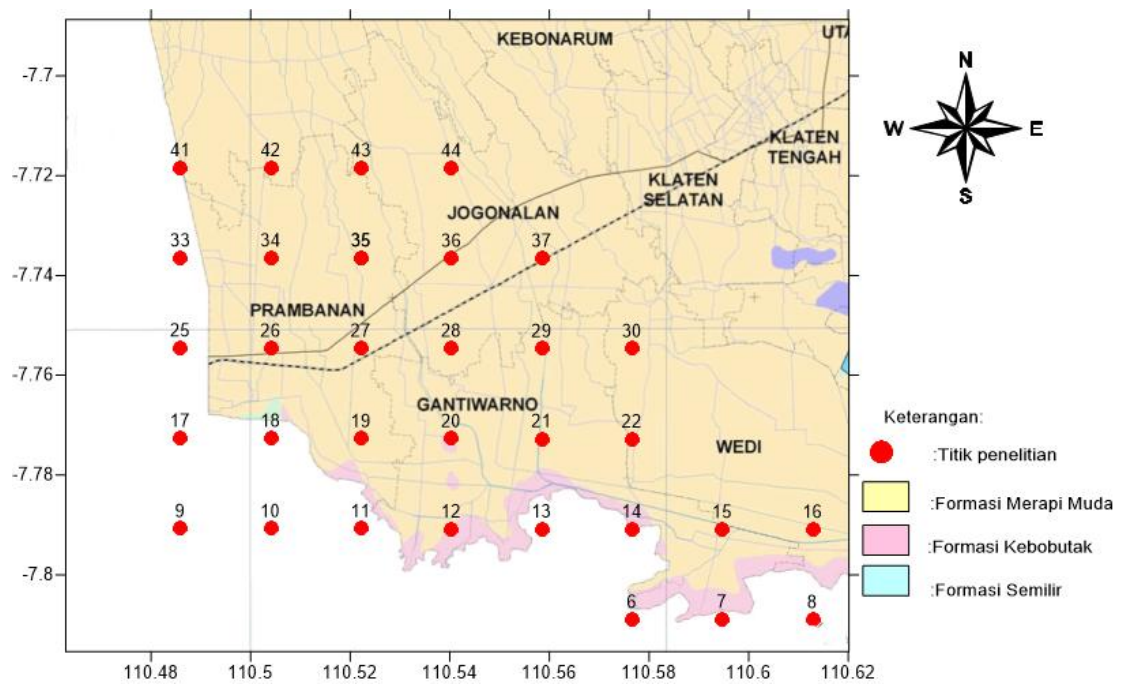 KEBONARUM
UTA
-7.7
N
W
E
S
KLATEN
TENGAH
41 42 43 44
-7.72
KLATEN
SELATAN
JOGONALAN
33 34 35 36 37
-7.74
PRAMBANAN
25 26 27 28 29 30
-7.76
GANTIWARNO
17 18 19 20 21 22
WEDI
-7.78
9 10 11 12 13 14 15 16
-7.8
6 7 8
110.48 110.5 110.52 110.54 110.56 110.58 110.6 110.62
Keterangan:
:Titik penelitian
:Formasi Merapi Muda
:Formasi Kebobutak
:Formasi Semilir